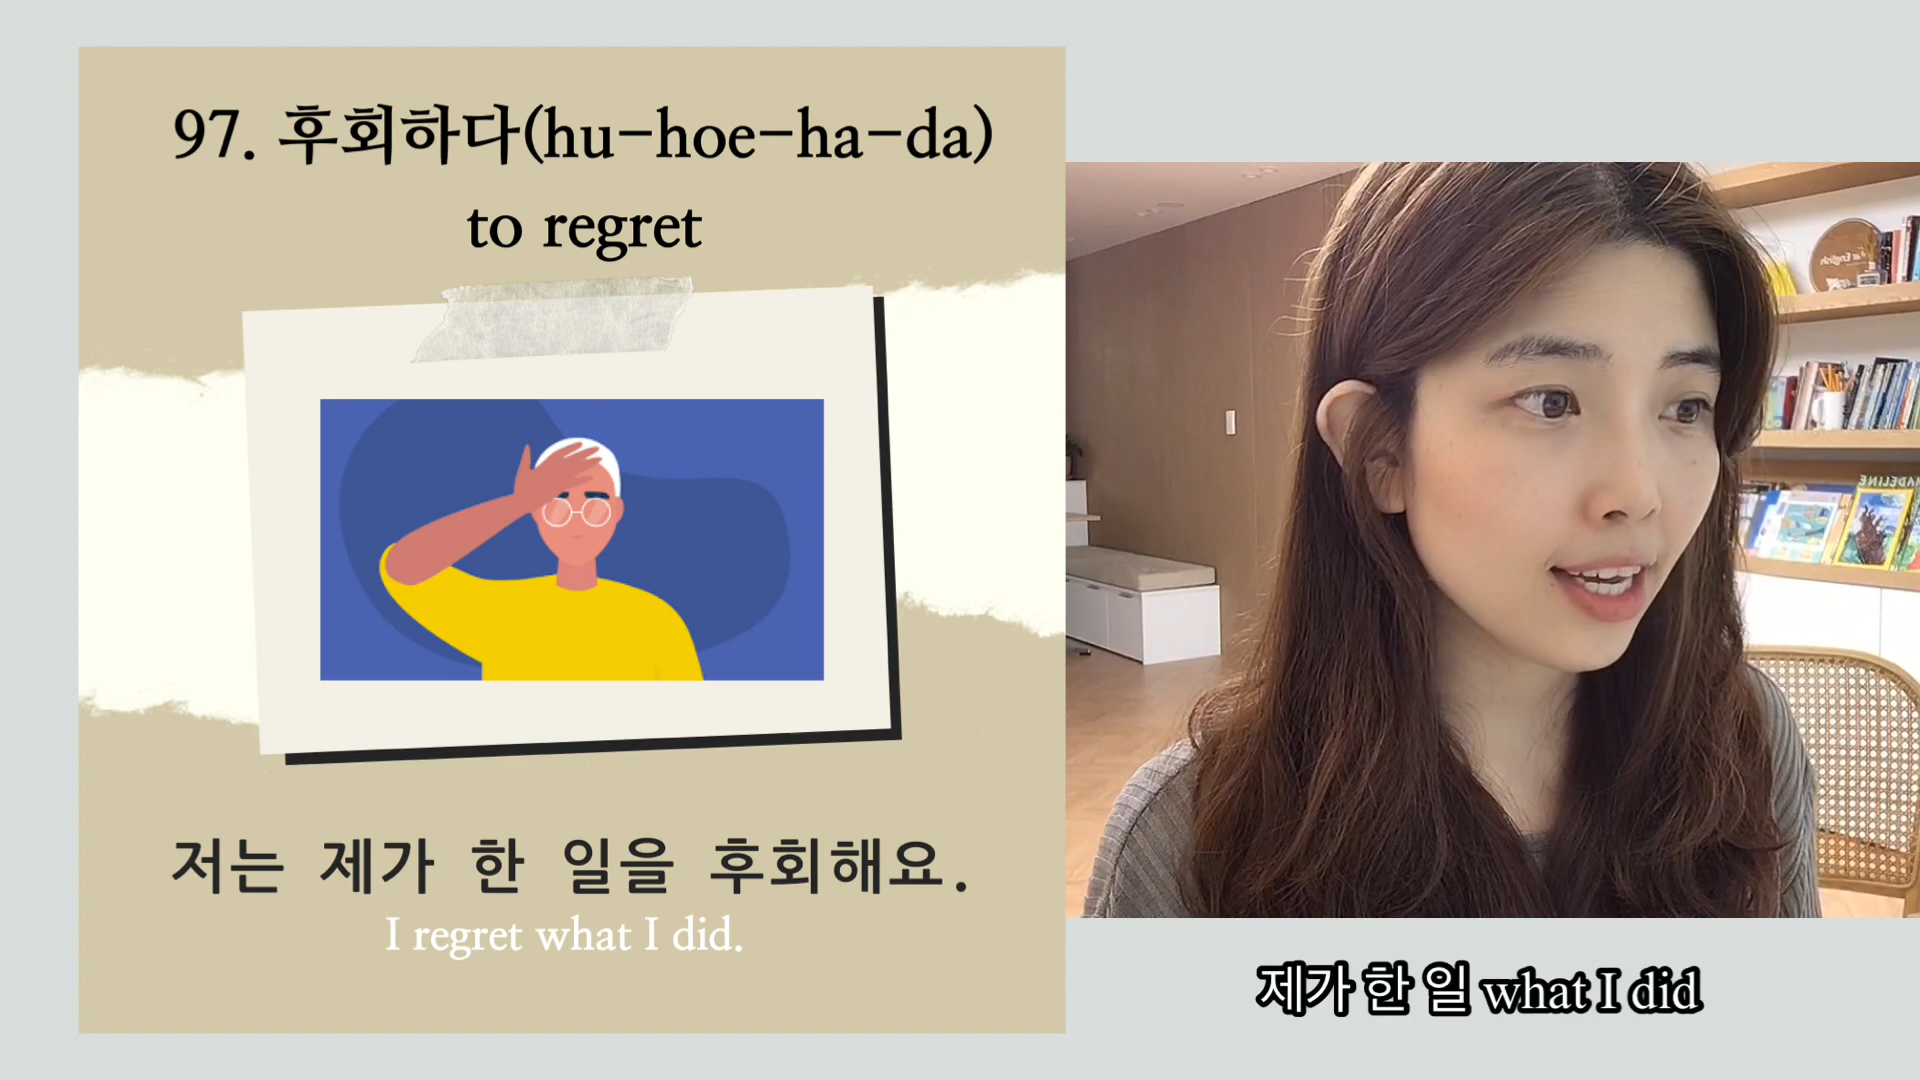 97. 후회하다(hu-hoe-ha-da)
to regret
저는 제가 한 일을 후회해요.
I regret what I did.
제가 한 일 what I did